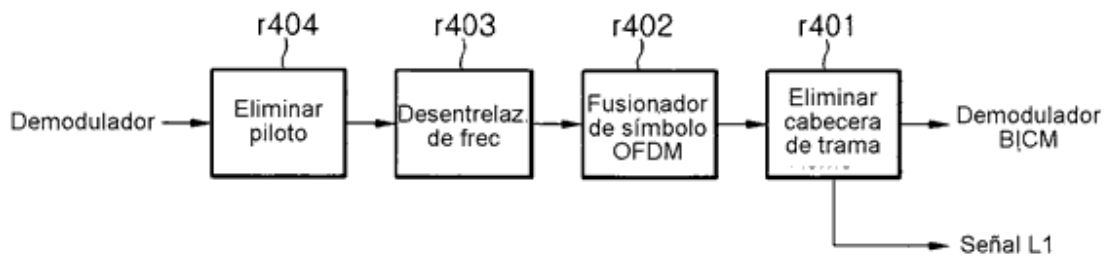 r404
r403
r402
r401
Demodulador
Eliminar
piloto
Desentrelaz.
de frec
Fusionador
de símbolo
OFDM
Eliminar
cabecera
de trama
Demodulador
BICM
Señal L1